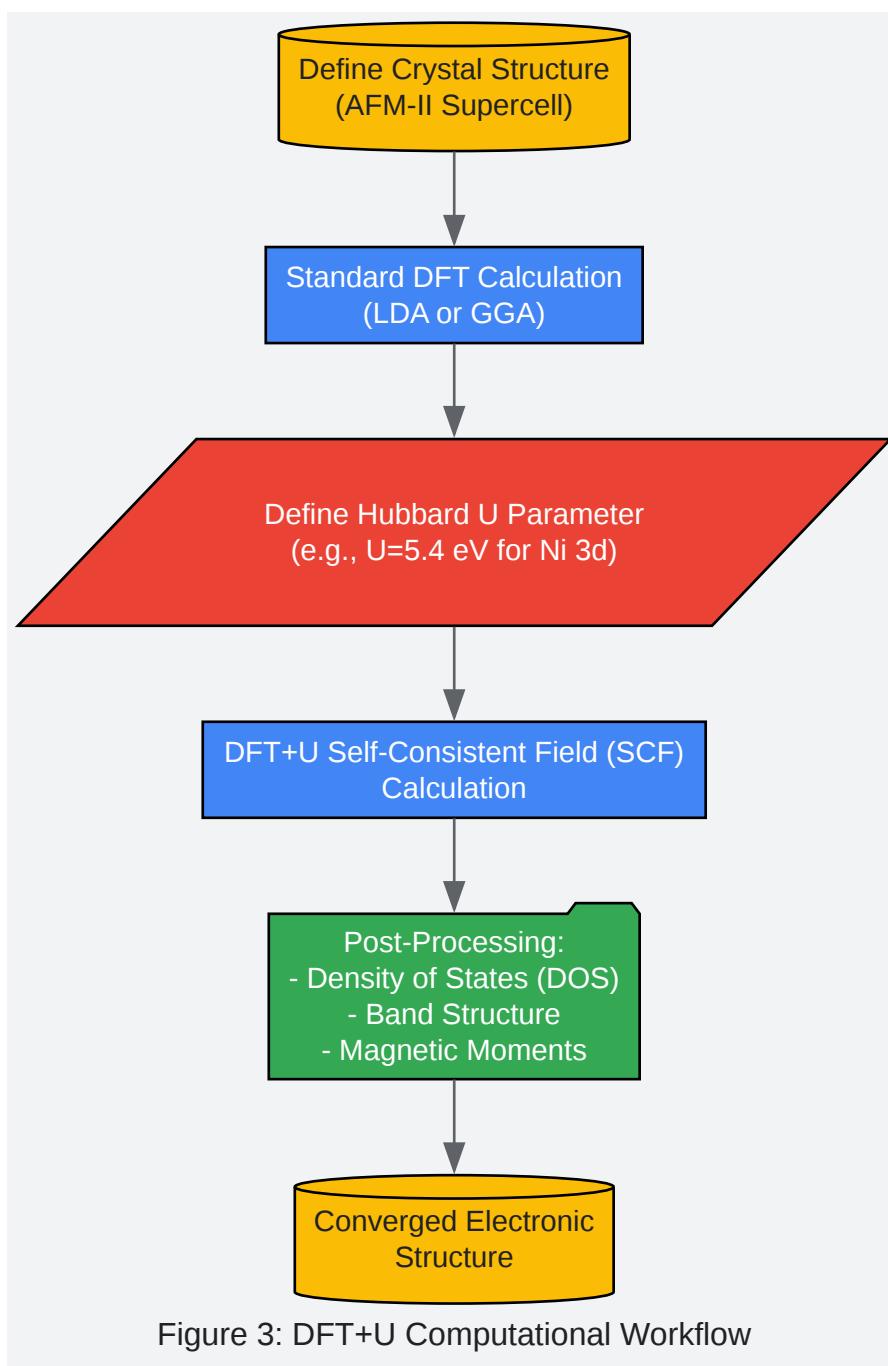 Define Crystal Structure
(AFM-II Supercell)
Standard DFT Calculation
(LDA or GGA)
Define Hubbard U Parameter
(e.g., U=5.4 eV for Ni 3d)
DFT+U Self-Consistent Field (SCF)
Calculation
Post-Processing:
- Density of States (DOS)
- Band Structure
- Magnetic Moments
Converged Electronic
Structure
Figure 3: DFT+U Computational Workflow